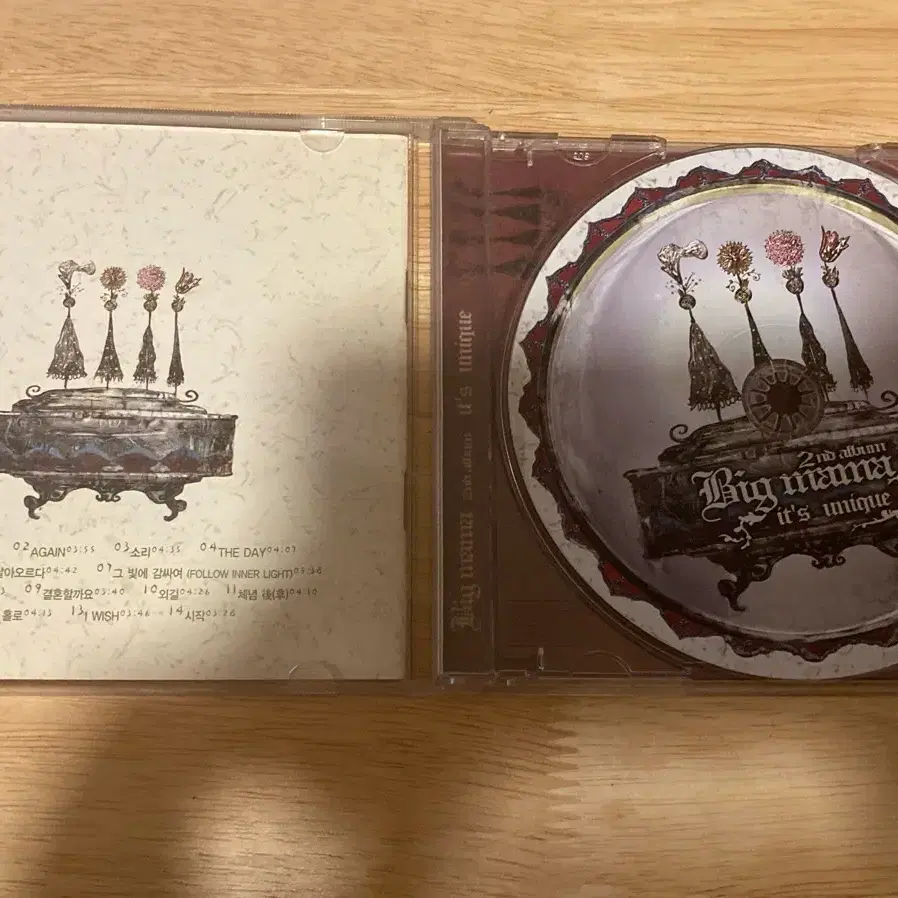 02 AGAIN 03:55 03 소리 04:35 04 THE DAY 04:07
아오르다 04:42 07 그 빛에 감싸여 (FOLLOW INNER LIGHT) 03:38
09 결혼할까요 03:40 10 외길 04:26 11 체념 後(후) 04:10
홀로 04:33 13 I WISH 03:46 14 시작 03:26
Big mama 2nd album it's unique
2nd album
Big mama
it's unique